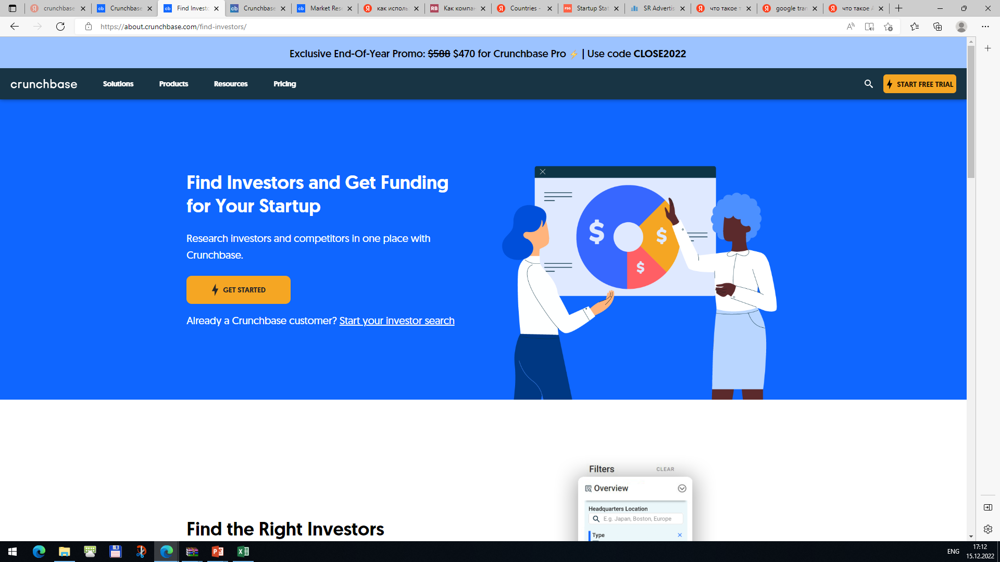 crunchbase
Crunchbase
Find Investo
Crunchbase
Market Rese
как исполь
Как компан
Countries -
Startup Stat
SR Advertis
что такое т
google tran
что такое A
https://about.crunchbase.com/find-investors/
Exclusive End-Of-Year Promo: $588 $470 for Crunchbase Pro ⚡ | Use code CLOSE2022
crunchbase
Solutions
Products
Resources
Pricing
START FREE TRIAL
Find Investors and Get Funding
for Your Startup
Research investors and competitors in one place with
Crunchbase.
GET STARTED
Already a Crunchbase customer? Start your investor search
$
$
$
Filters
CLEAR
Overview
Headquarters Location
E.g. Japan, Boston, Europe
Type
Find the Right Investors
ENG
17:12
15.12.2022